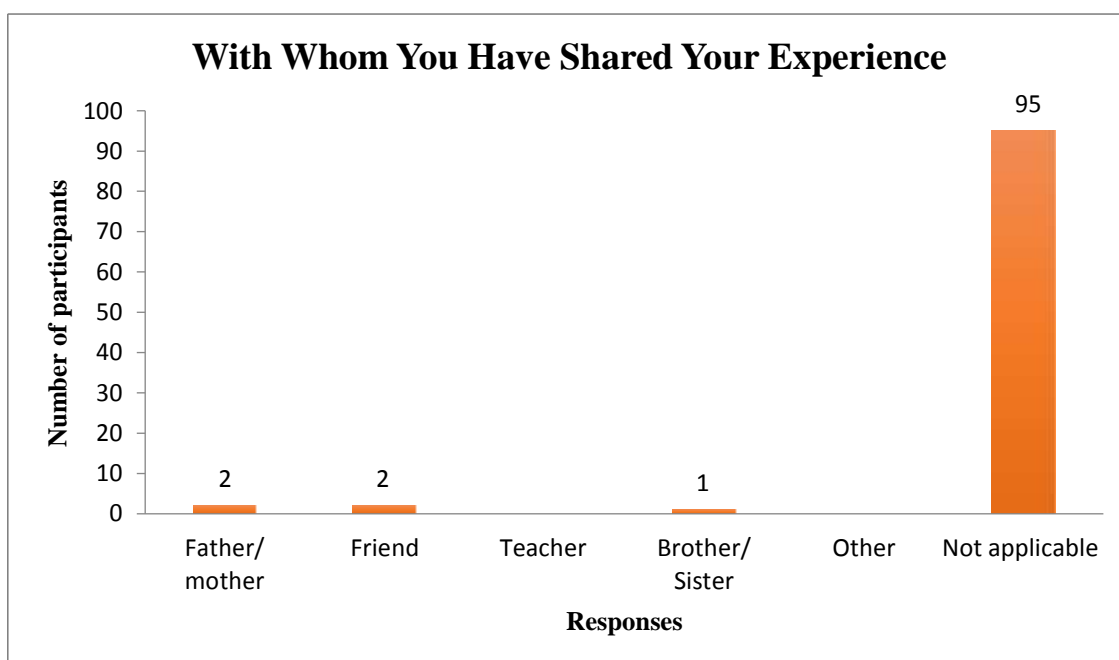 With Whom You Have Shared Your Experience
Number of participants
100
90
80
70
60
50
40
30
20
10
0
2
2
1
95
Father/
mother
Friend
Teacher
Brother/
Sister
Other
Not applicable
Responses